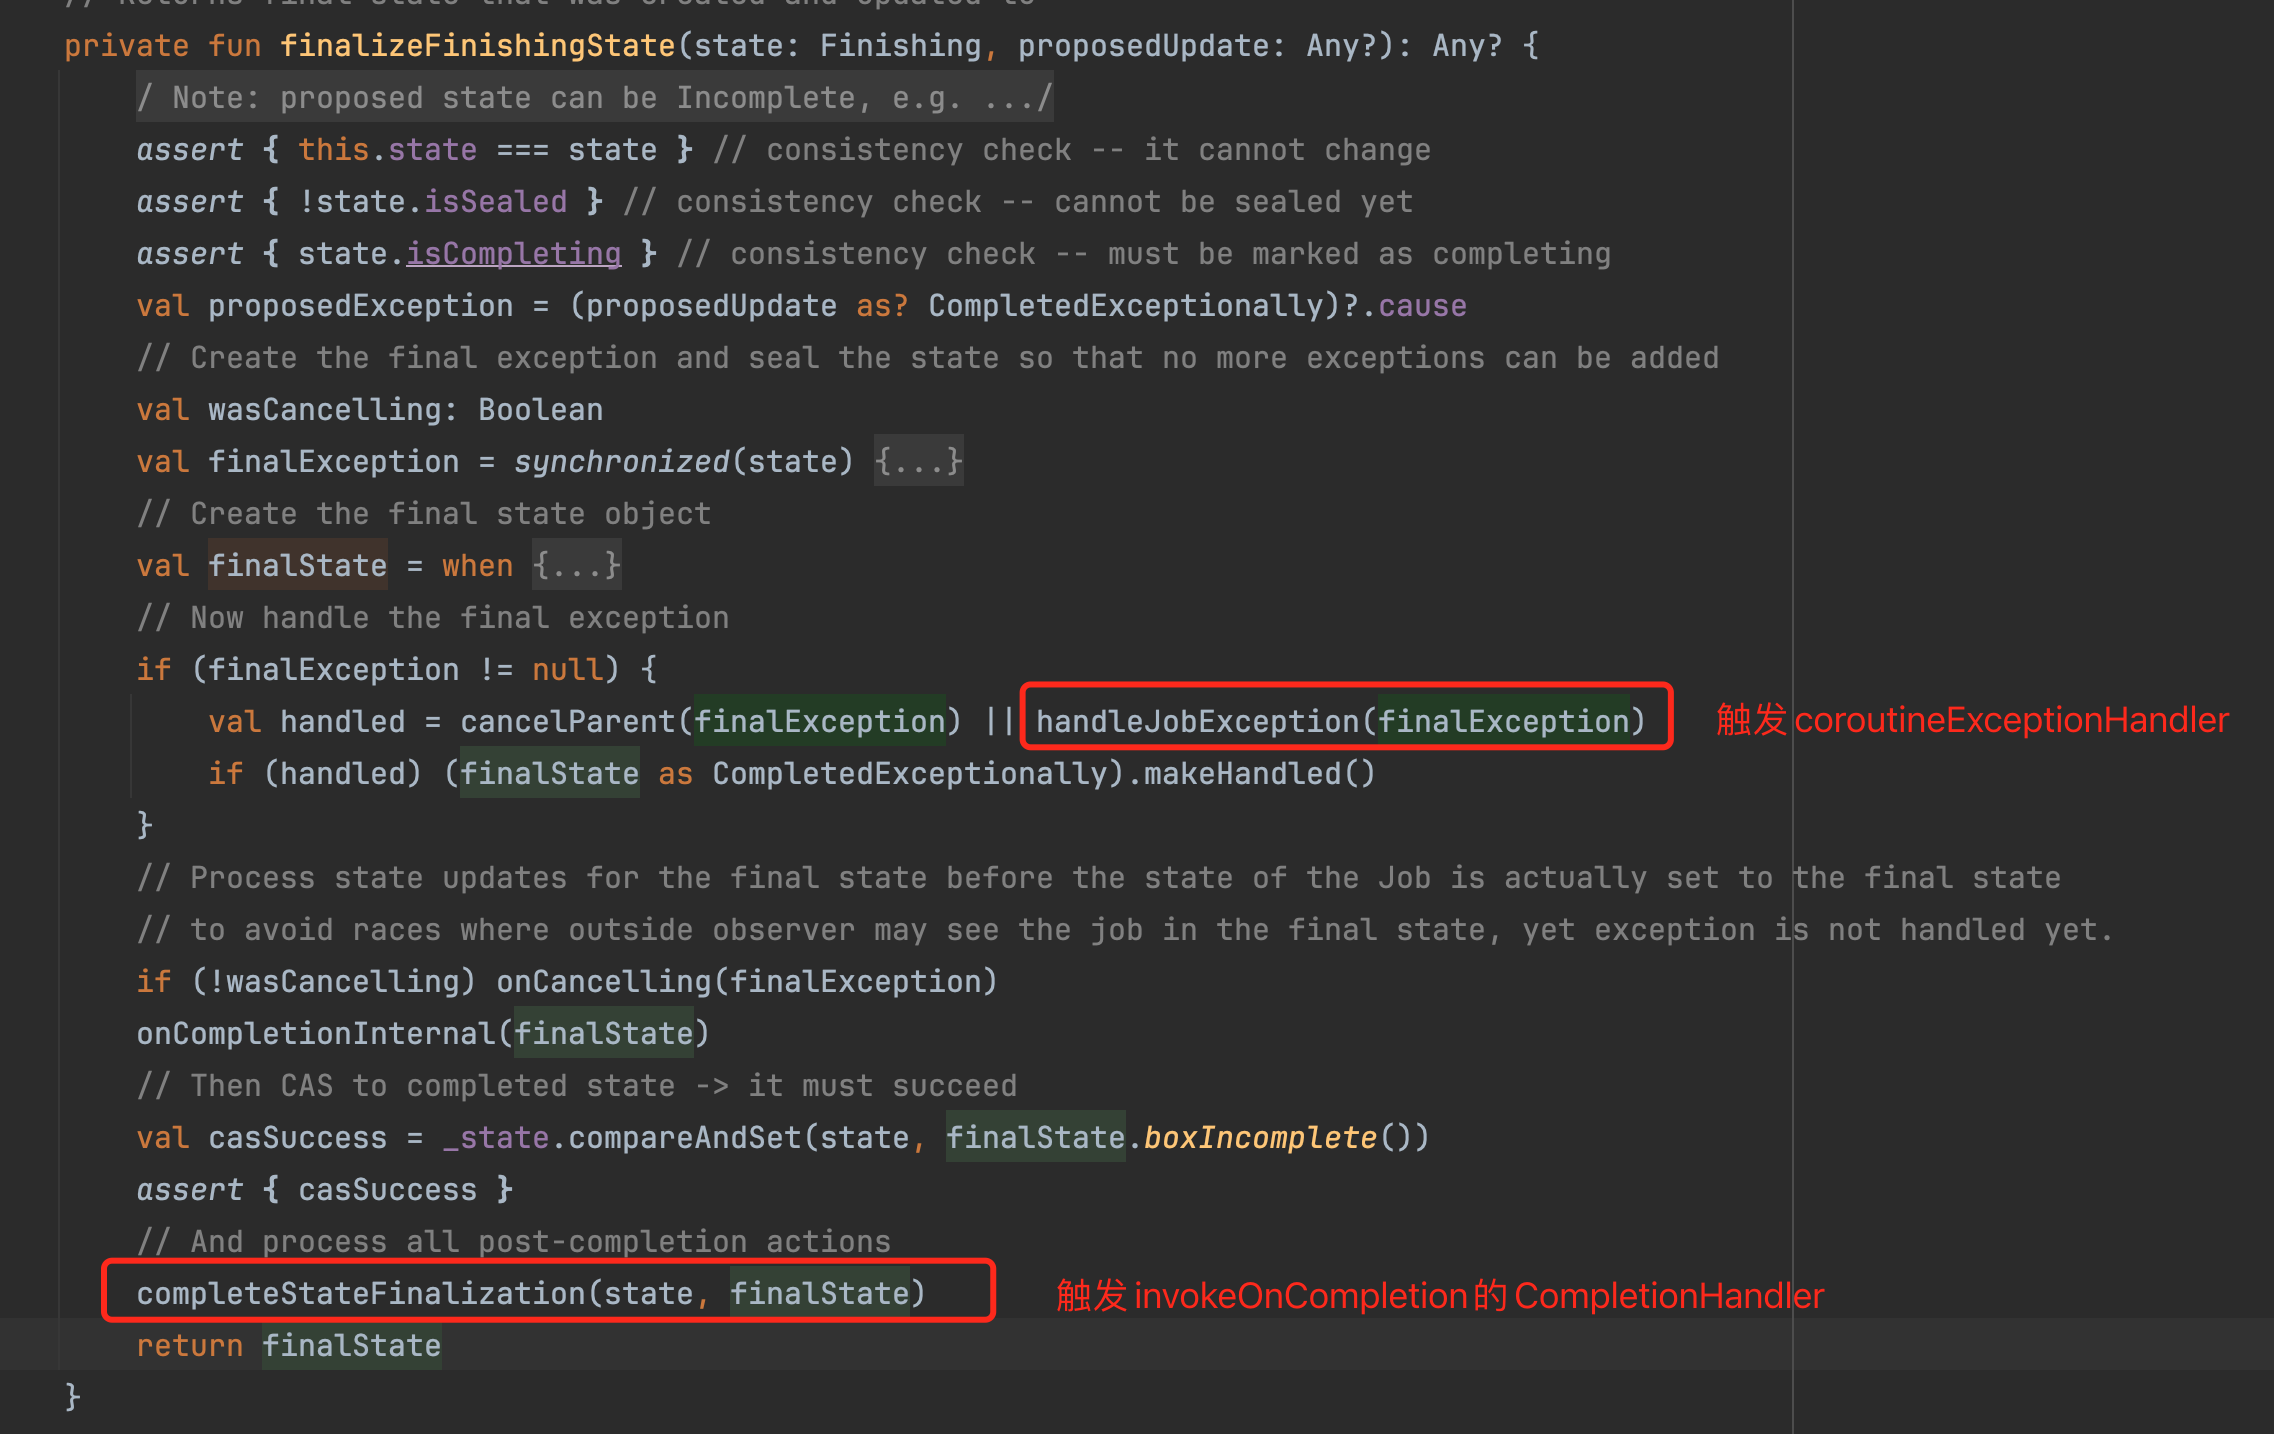 // Returns final state that was created and updated to
private fun finalizeFinishingState(state: Finishing, proposedUpdate: Any?): Any? {
/ Note: proposed state can be Incomplete, e.g. .../
assert { this.state === state } // consistency check -- it cannot change
assert { !state.isSealed } // consistency check -- cannot be sealed yet
assert { state.isCompleting } // consistency check -- must be marked as completing
val proposedException = (proposedUpdate as? CompletedExceptionally)?.cause
// Create the final exception and seal the state so that no more exceptions can be added
val wasCancelling: Boolean
val finalException = synchronized(state) {...}
// Create the final state object
val finalState = when {...}
// Now handle the final exception
if (finalException != null) {
val handled = cancelParent(finalException) || handleJobException(finalException) 触发 coroutineExceptionHandler
if (handled) (finalState as CompletedExceptionally).makeHandled()
}
// Process state updates for the final state before the state of the Job is actually set to the final state
// to avoid races where outside observer may see the job in the final state, yet exception is not handled yet.
if (!wasCancelling) onCancelling(finalException)
onCompletionInternal(finalState)
// Then CAS to completed state -> it must succeed
val casSuccess = _state.compareAndSet(state, finalState.boxIncomplete())
assert { casSuccess }
// And process all post-completion actions
completeStateFinalization(state, finalState) 触发 invokeOnCompletion 的 CompletionHandler
return finalState
}